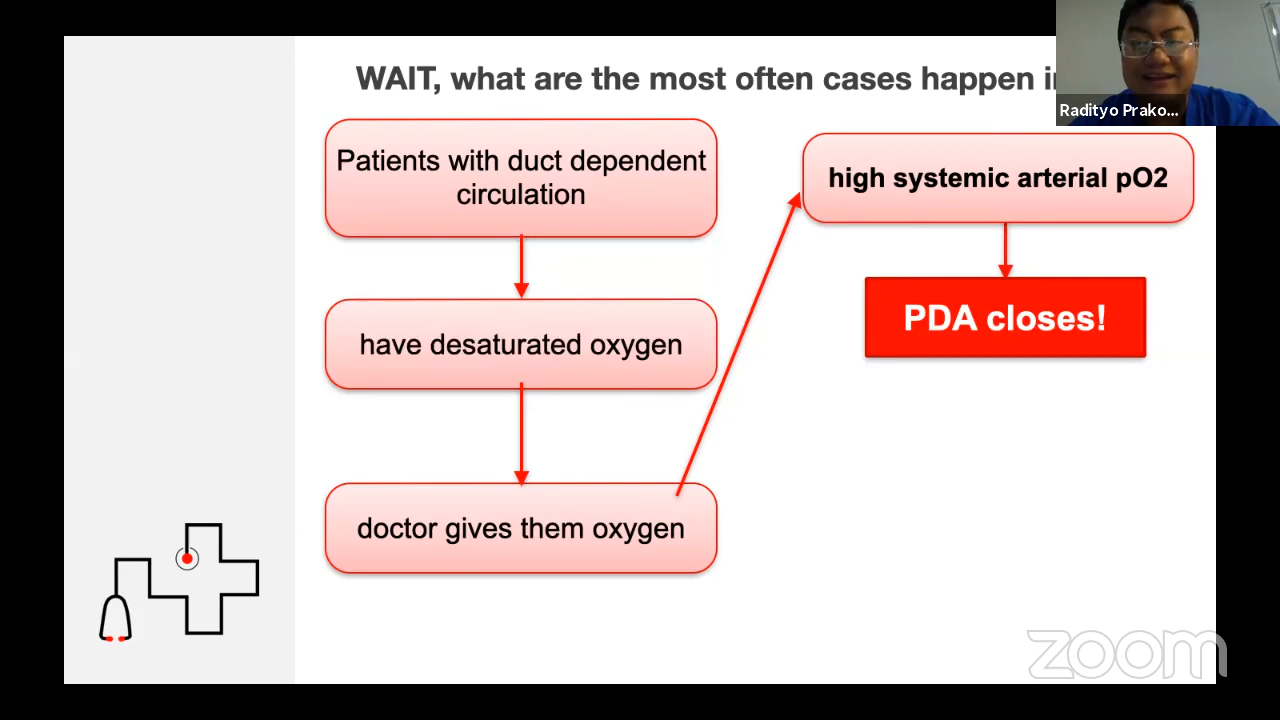 WAIT, what are the most often cases happen
Radityo Prako...
Patients with duct dependent
circulation
have desaturated oxygen
doctor gives them oxygen
high systemic arterial pO2
PDA closes!
zoom